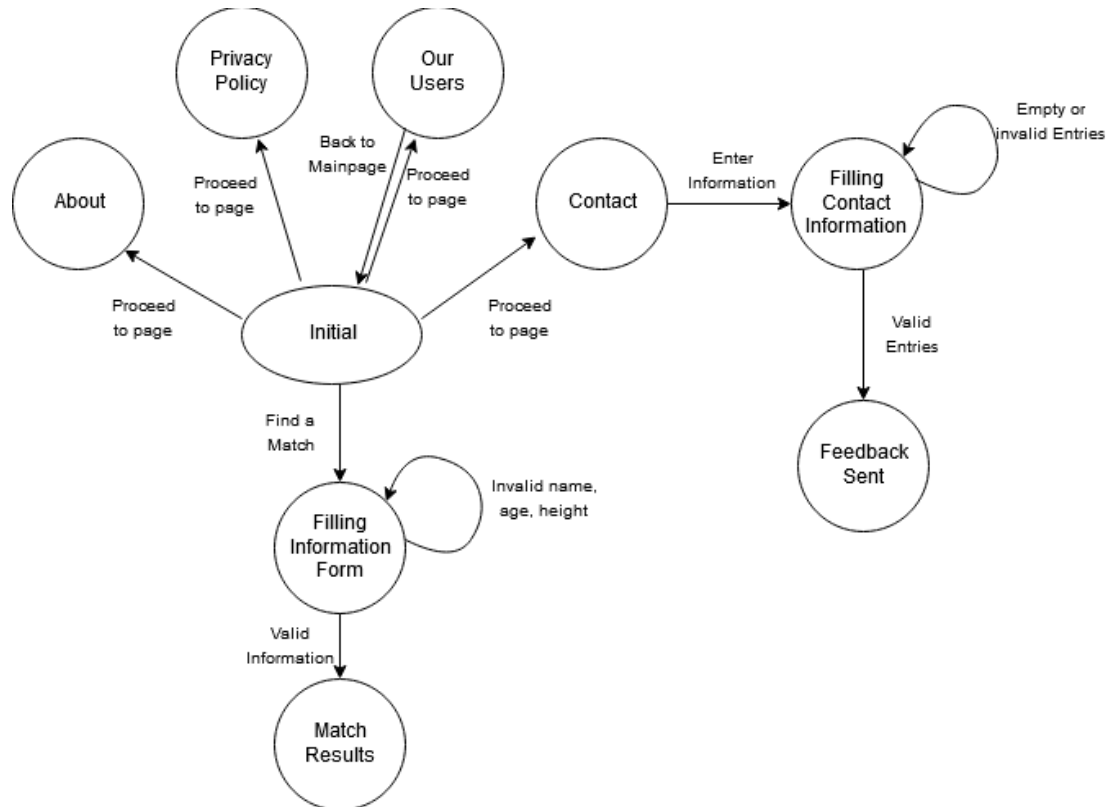 Privacy
Policy
Our
Users
Back to
Mainpage
Proceed
to page
Proceed
to page
About
Contact
Enter
Information
Filling
Contact
Information
Empty or
invalid Entries
Proceed
to page
Initial
Proceed
to page
Valid
Entries
Find a
Match
Feedback
Sent
Filling
Information
Form
Invalid name,
age, height
Valid
Information
Match
Results